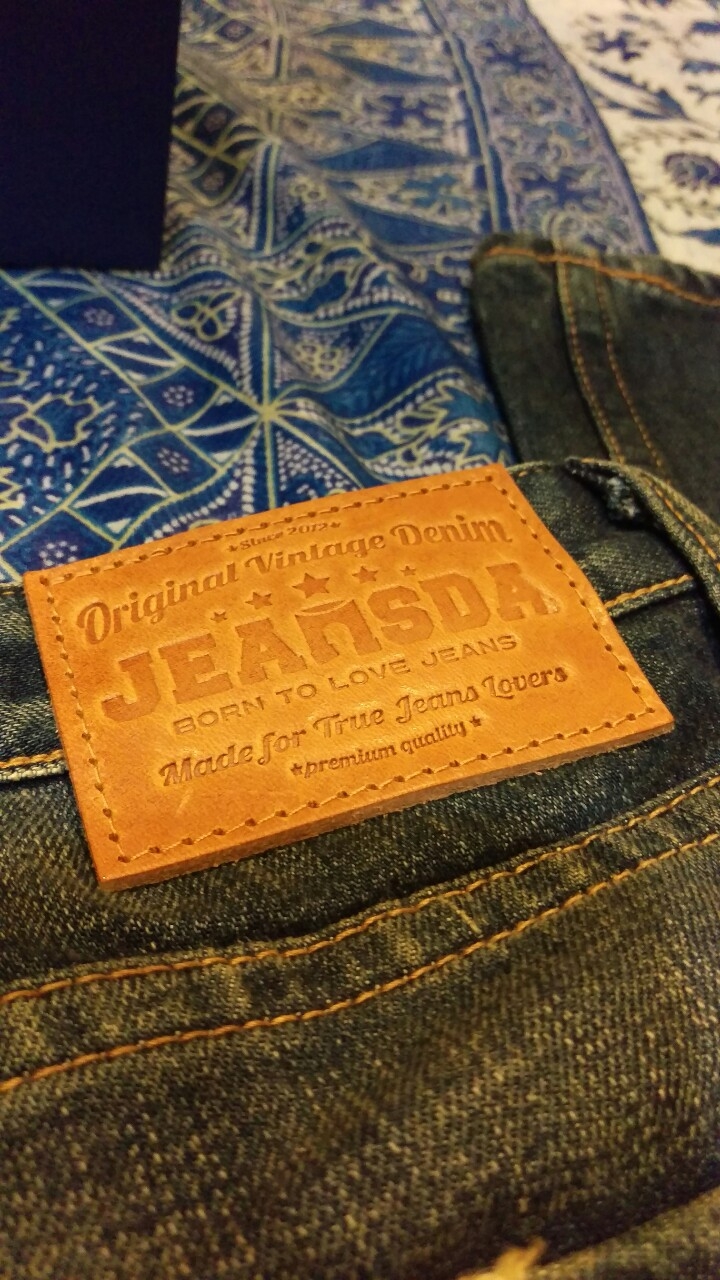 Since 2012
Original Vintage Denim
JEANSDA
BORN TO LOVE JEANS
Made for True Jeans Lovers
premium quality